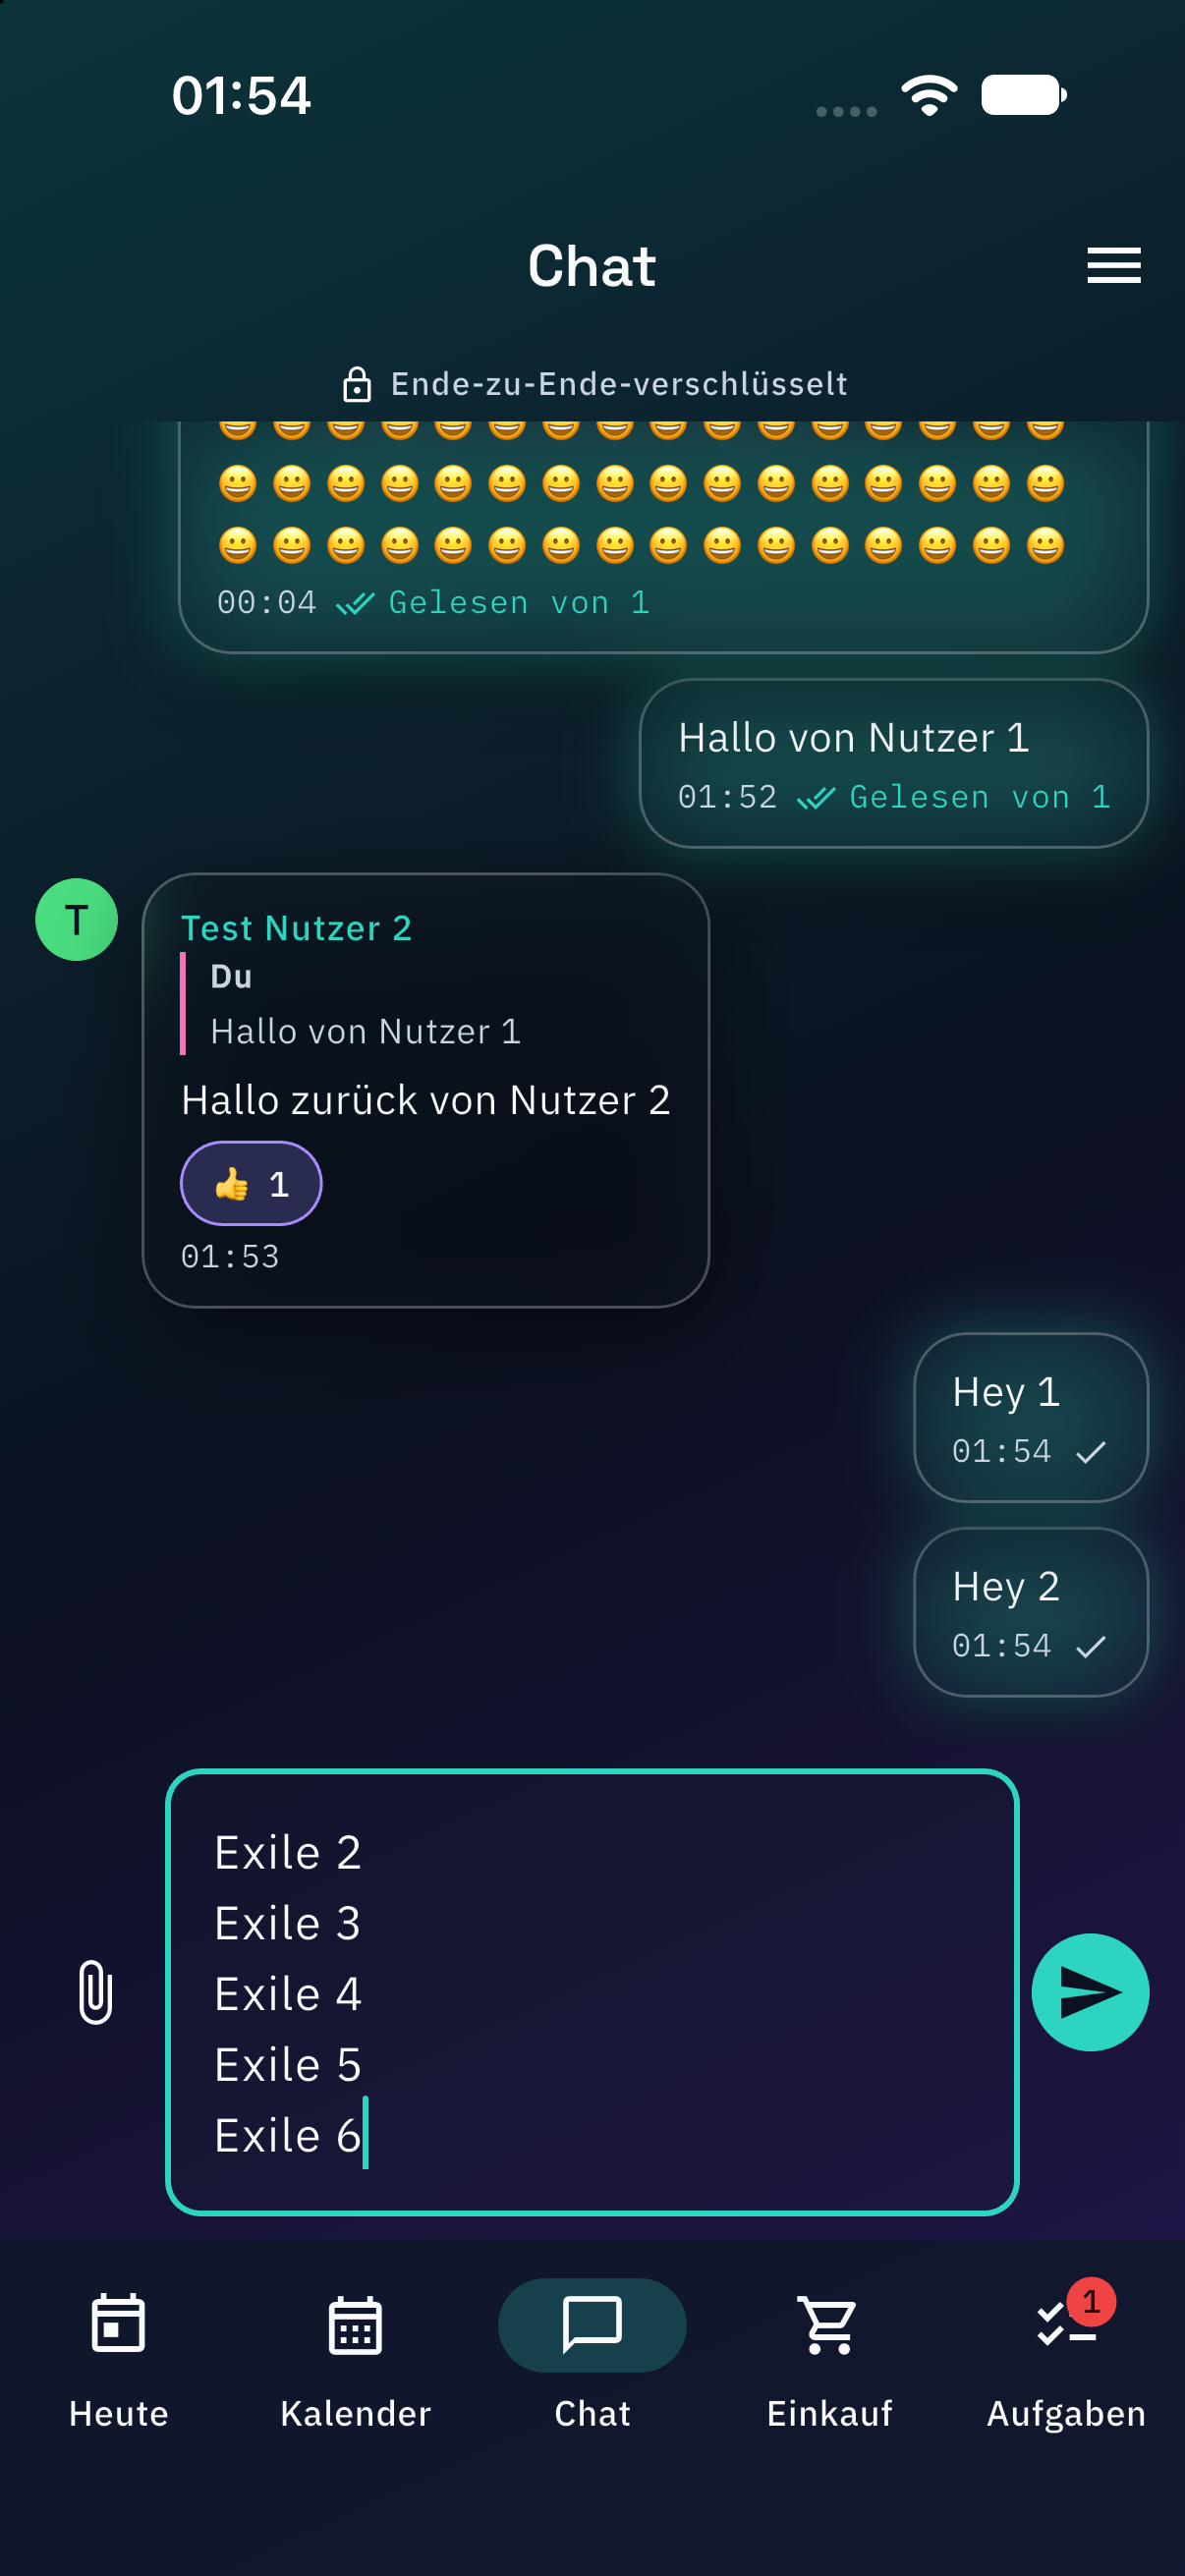 01:54
Chat
Ende-zu-Ende-verschlüsselt
😀😀😀😀😀😀😀😀😀😀😀😀😀😀😀😀
😀😀😀😀😀😀😀😀😀😀😀😀😀😀😀😀
😀😀😀😀😀😀😀😀😀😀😀😀😀😀😀😀
00:04 Gelesen von 1
Hallo von Nutzer 1
01:52 Gelesen von 1
T
Test Nutzer 2
Du
Hallo von Nutzer 1
Hallo zurück von Nutzer 2
👍 1
01:53
Hey 1
01:54
Hey 2
01:54
Exile 2
Exile 3
Exile 4
Exile 5
Exile 6
1
Heute Kalender Chat Einkauf Aufgaben